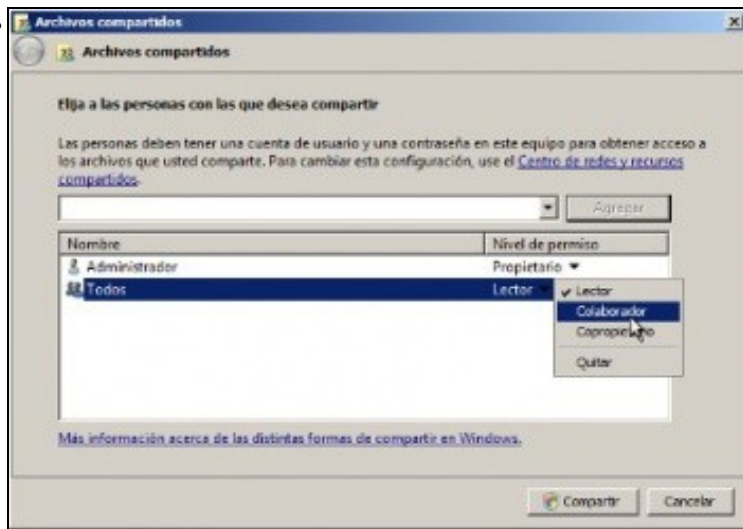 Archivos compartidos
Archivos compartidos
Elija a las personas con las que desea compartir
Las personas deben tener una cuenta de usuario y una contraseña en este equipo para obtener acceso a
los archivos que usted comparte. Para cambiar esta configuración, use el Centro de redes y recursos
compartidos.
Agregar
Nombre Nivel de permiso
Administrador Propietario
Todos Lector
Lector
Colaborador
Copropietario
Quitar
Más información acerca de las distintas formas de compartir en Windows.
Compartir Cancelar